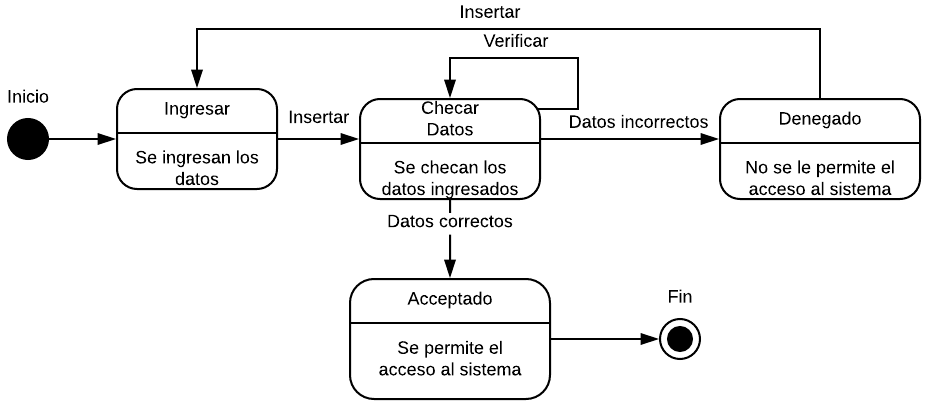 Insertar
Verificar
Inicio
Ingresar
Se ingresan los
datos
Insertar
Checar
Datos
Se checan los
datos ingresados
Datos incorrectos
Denegado
No se le permite el
acceso al sistema
Datos correctos
Acceptado
Se permite el
acceso al sistema
Fin